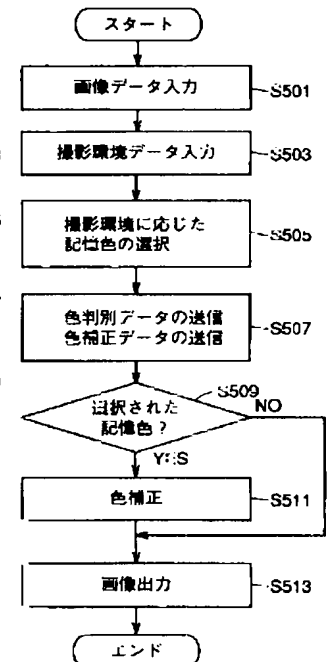 スタート
画像データ入力
S501
撮影環境データ入力
S503
撮影環境に応じた
記憶色の選択
S505
色判別データの送信
色補正データの送信
S507
S509
選択された
記憶色?
NO
YES
色補正
S511
画像出力
S513
エンド